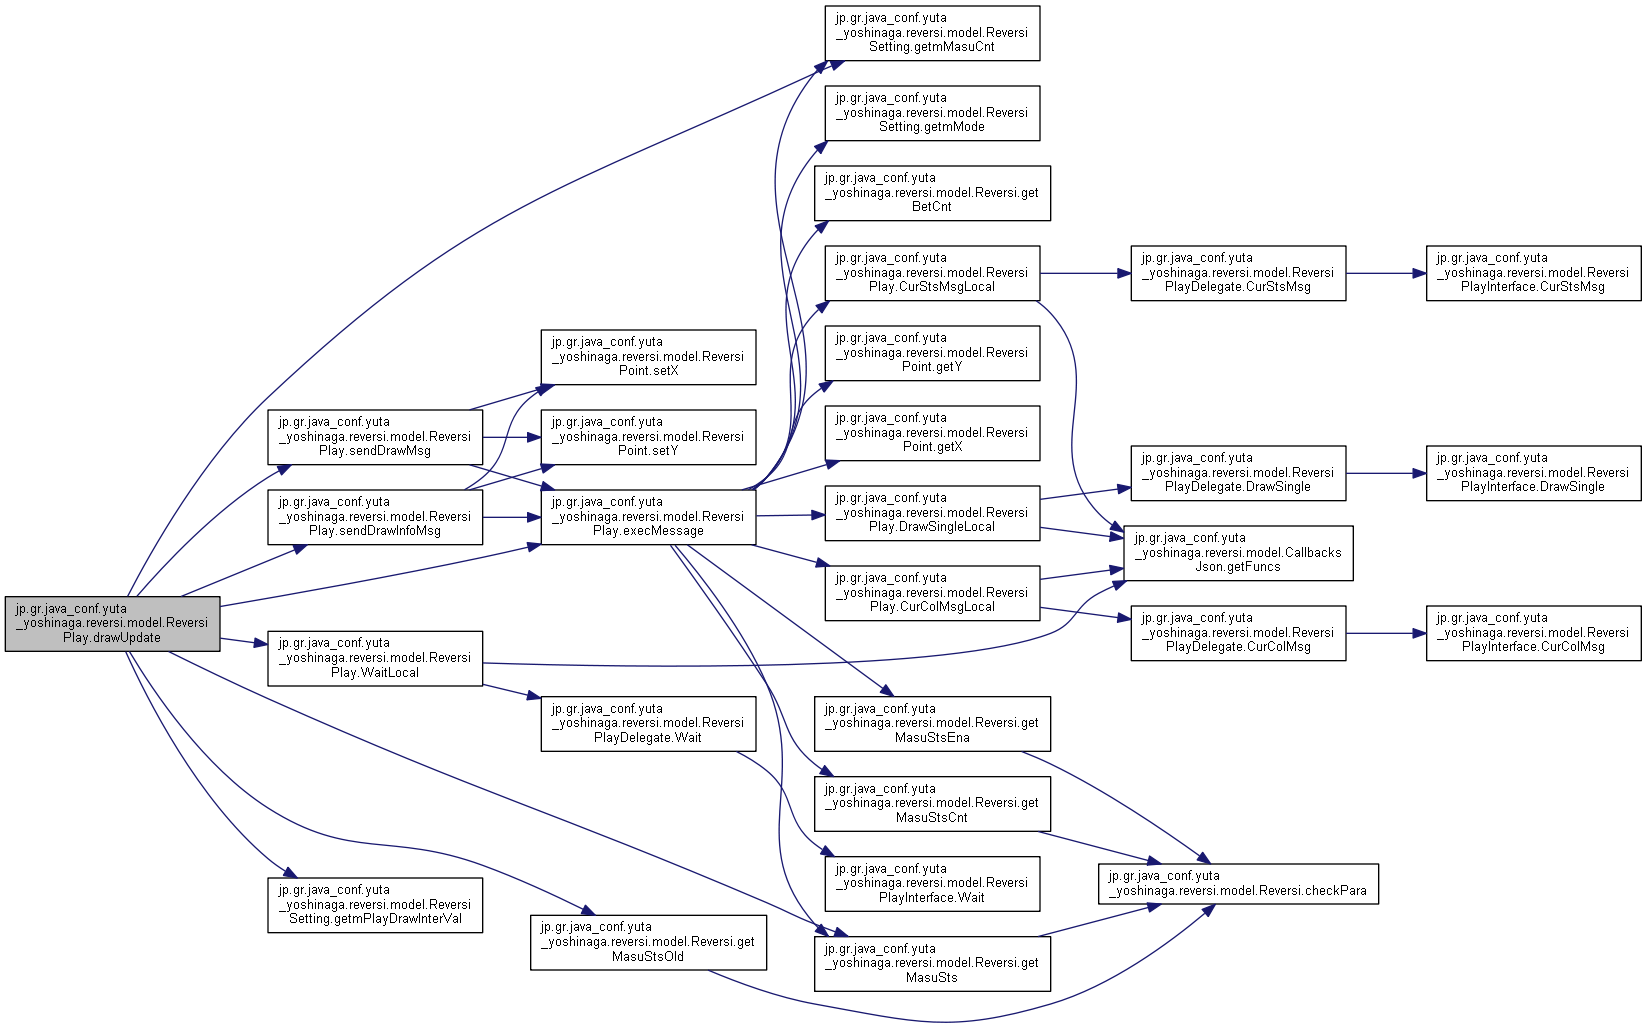 jp.gr.java_conf.yuta
_yoshinaga.reversi.model.Reversi
Play.drawUpdate
jp.gr.java_conf.yuta
_yoshinaga.reversi.model.Reversi
Play.sendDrawMsg
jp.gr.java_conf.yuta
_yoshinaga.reversi.model.Reversi
Play.sendDrawInfoMsg
jp.gr.java_conf.yuta
_yoshinaga.reversi.model.Reversi
Play.WaitLocal
jp.gr.java_conf.yuta
_yoshinaga.reversi.model.Reversi
Setting.getmPlayDrawInterVal
jp.gr.java_conf.yuta
_yoshinaga.reversi.model.Reversi
Point.setX
jp.gr.java_conf.yuta
_yoshinaga.reversi.model.Reversi
Point.setY
jp.gr.java_conf.yuta
_yoshinaga.reversi.model.Reversi
Play.execMessage
jp.gr.java_conf.yuta
_yoshinaga.reversi.model.Reversi
PlayDelegate.Wait
jp.gr.java_conf.yuta
_yoshinaga.reversi.model.Reversi.get
MasuStsOld
jp.gr.java_conf.yuta
_yoshinaga.reversi.model.Reversi
Setting.getmMasuCnt
jp.gr.java_conf.yuta
_yoshinaga.reversi.model.Reversi
Setting.getmMode
jp.gr.java_conf.yuta
_yoshinaga.reversi.model.Reversi.get
BetCnt
jp.gr.java_conf.yuta
_yoshinaga.reversi.model.Reversi
Play.CurStsMsgLocal
jp.gr.java_conf.yuta
_yoshinaga.reversi.model.Reversi
Point.getY
jp.gr.java_conf.yuta
_yoshinaga.reversi.model.Reversi
Point.getX
jp.gr.java_conf.yuta
_yoshinaga.reversi.model.Reversi
Play.DrawSingleLocal
jp.gr.java_conf.yuta
_yoshinaga.reversi.model.Reversi
Play.CurColMsgLocal
jp.gr.java_conf.yuta
_yoshinaga.reversi.model.Reversi.get
MasuStsEna
jp.gr.java_conf.yuta
_yoshinaga.reversi.model.Reversi.get
MasuStsCnt
jp.gr.java_conf.yuta
_yoshinaga.reversi.model.Reversi
PlayInterface.Wait
jp.gr.java_conf.yuta
_yoshinaga.reversi.model.Reversi.get
MasuSts
jp.gr.java_conf.yuta
_yoshinaga.reversi.model.Reversi
PlayDelegate.CurStsMsg
jp.gr.java_conf.yuta
_yoshinaga.reversi.model.Reversi
PlayDelegate.DrawSingle
jp.gr.java_conf.yuta
_yoshinaga.reversi.model.Callbacks
Json.getFuncs
jp.gr.java_conf.yuta
_yoshinaga.reversi.model.Reversi
PlayDelegate.CurColMsg
jp.gr.java_conf.yuta
_yoshinaga.reversi.model.Reversi.checkPara
jp.gr.java_conf.yuta
_yoshinaga.reversi.model.Reversi
PlayInterface.CurStsMsg
jp.gr.java_conf.yuta
_yoshinaga.reversi.model.Reversi
PlayInterface.DrawSingle
jp.gr.java_conf.yuta
_yoshinaga.reversi.model.Reversi
PlayInterface.CurColMsg